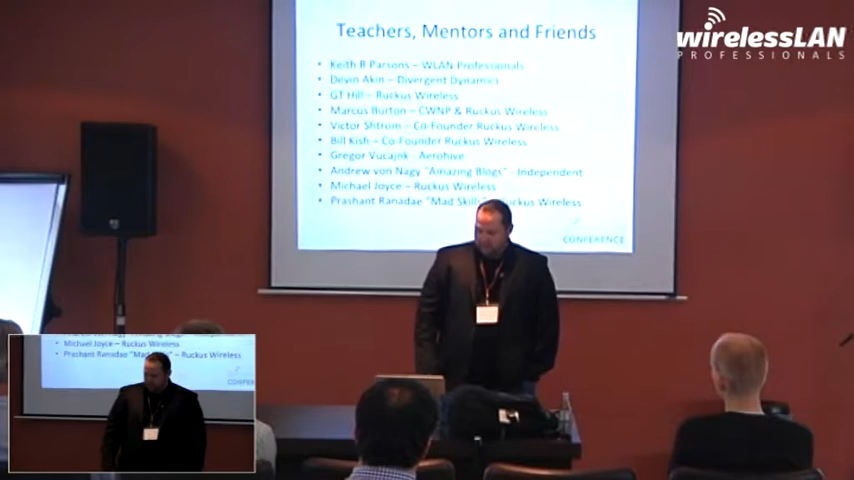 wirelessLAN
PROFESSIONALS
Teachers, Mentors and Friends
• Keith R Parsons – WLAN Professionals
• Devin Akin – Divergent Dynamics
• GT Hill – Ruckus Wireless
• Marcus Burton – CWNP & Ruckus Wireless
• Victor Shtrom – Co-Founder Ruckus Wireless
• Bill Kish – Co-Founder Ruckus Wireless
• Gregor Vucajnk - Aerohive
• Andrew von Nagy "Amazing Blogs" - Independent
• Michael Joyce – Ruckus Wireless
• Prashant Ranadae "Mad Skills" Ruckus Wireless
CONFERENCE
• Michael Joyce – Ruckus Wireless
• Prashant Ranadae "Mad – Ruckus Wireless
CONFE